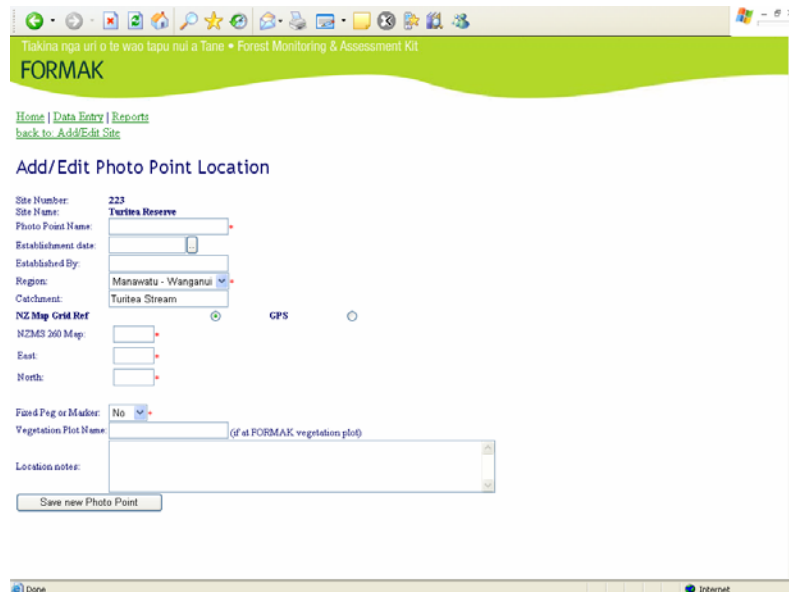 Tiakina nga uri o te wao tapu nui a Tane • Forest Monitoring & Assessment Kit
FORMAK
Home | Data Entry | Reports
back to: Add/Edit Site
Add/Edit Photo Point Location
Site Number: 223
Site Name: Turitea Reserve
Photo Point Name: *
Establishment date: ...
Established By:
Region: Manawatu - Wanganui *
Catchment: Turitea Stream
NZ Map Grid Ref GPS
NZMS 260 Map: *
East: *
North: *
Fixed Peg or Marker: No *
Vegetation Plot Name: (if at FORMAK vegetation plot)
Location notes:
Save new Photo Point
Done Internet